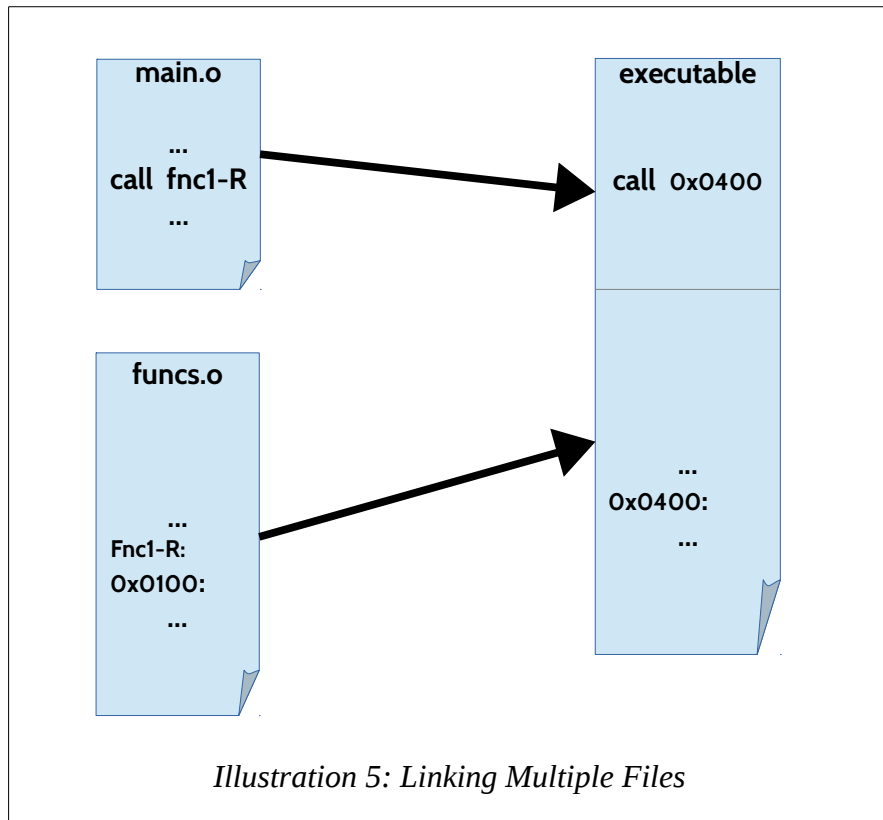 main.o
...
call fnc1-R
...
funcs.o
...
Fnc1-R:
0x0100:
...
executable
call 0x0400
...
0x0400:
...
Illustration 5: Linking Multiple Files